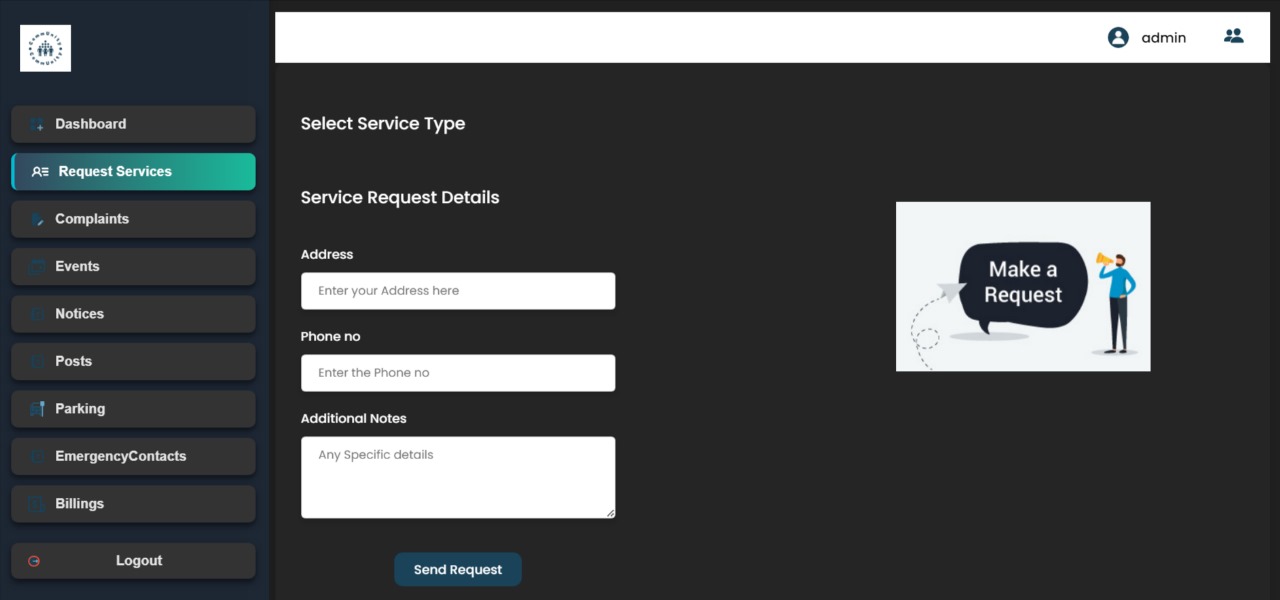 admin
Dashboard
Request Services
Complaints
Events
Notices
Posts
Parking
EmergencyContacts
Billings
Logout
Select Service Type
Service Request Details
Address
Enter your Address here
Phone no
Enter the Phone no
Additional Notes
Any Specific details
Send Request
Make a
Request